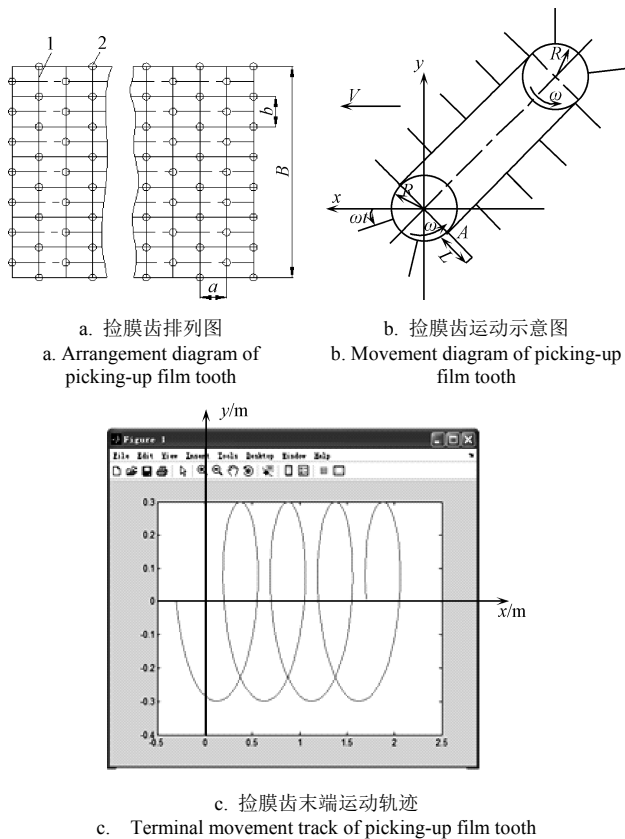 1
2
b
B
a
y
V
R
ω
x
R
ωt
ω
A
L
a. 捡膜齿排列图
a. Arrangement diagram of
picking-up film tooth
b. 捡膜齿运动示意图
b. Movement diagram of picking-up
film tooth
y/m
Figure 1
File Edit View Insert Tools Desktop Window Help
0.3
0.2
0.1
0
-0.1
-0.2
-0.3
-0.4
-0.5
0
0.5
1
1.5
2
2.5
x/m
c. 捡膜齿末端运动轨迹
c. Terminal movement track of picking-up film tooth